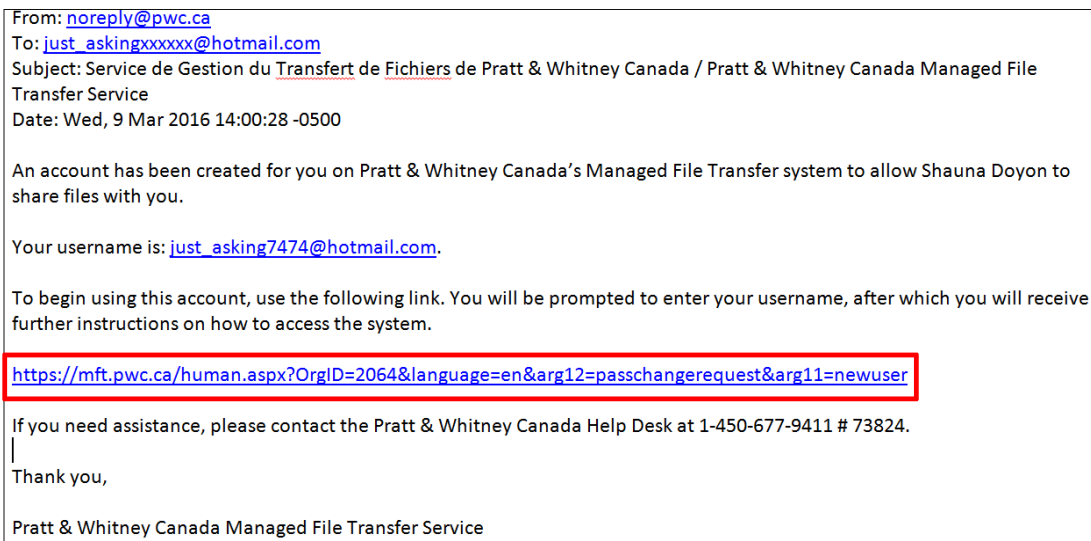 From: noreply@pwc.ca
To: just_askingxxxxxx@hotmail.com
Subject: Service de Gestion du Transfert de Fichiers de Pratt & Whitney Canada / Pratt & Whitney Canada Managed File
Transfer Service
Date: Wed, 9 Mar 2016 14:00:28 -0500
An account has been created for you on Pratt & Whitney Canada's Managed File Transfer system to allow Shauna Doyon to
share files with you.
Your username is: just_asking7474@hotmail.com.
To begin using this account, use the following link. You will be prompted to enter your username, after which you will receive
further instructions on how to access the system.
https://mft.pwc.ca/human.aspx?OrgID=2064&language=en&arg12=passchangerequest&arg11=newuser
If you need assistance, please contact the Pratt & Whitney Canada Help Desk at 1-450-677-9411 # 73824.
Thank you,
Pratt & Whitney Canada Managed File Transfer Service